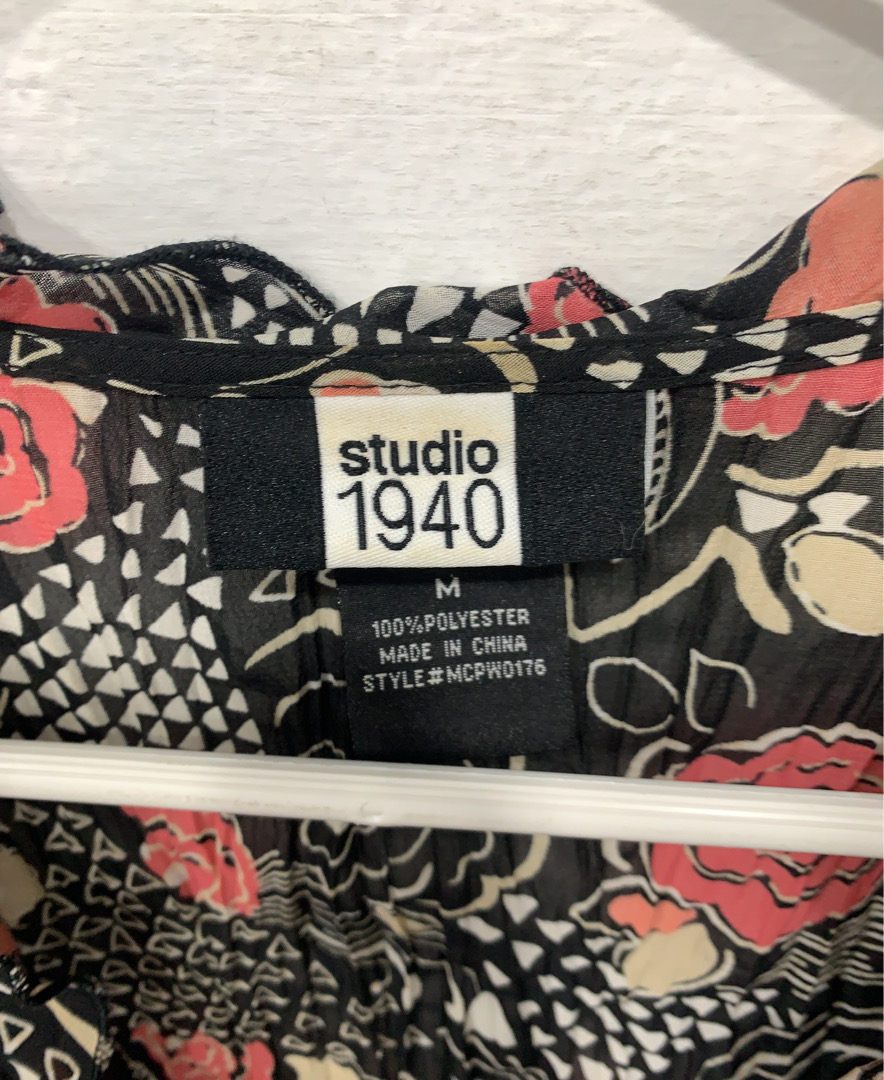 studio
1940
M
100%POLYESTER
MADE IN CHINA
STYLE#MCPW0176